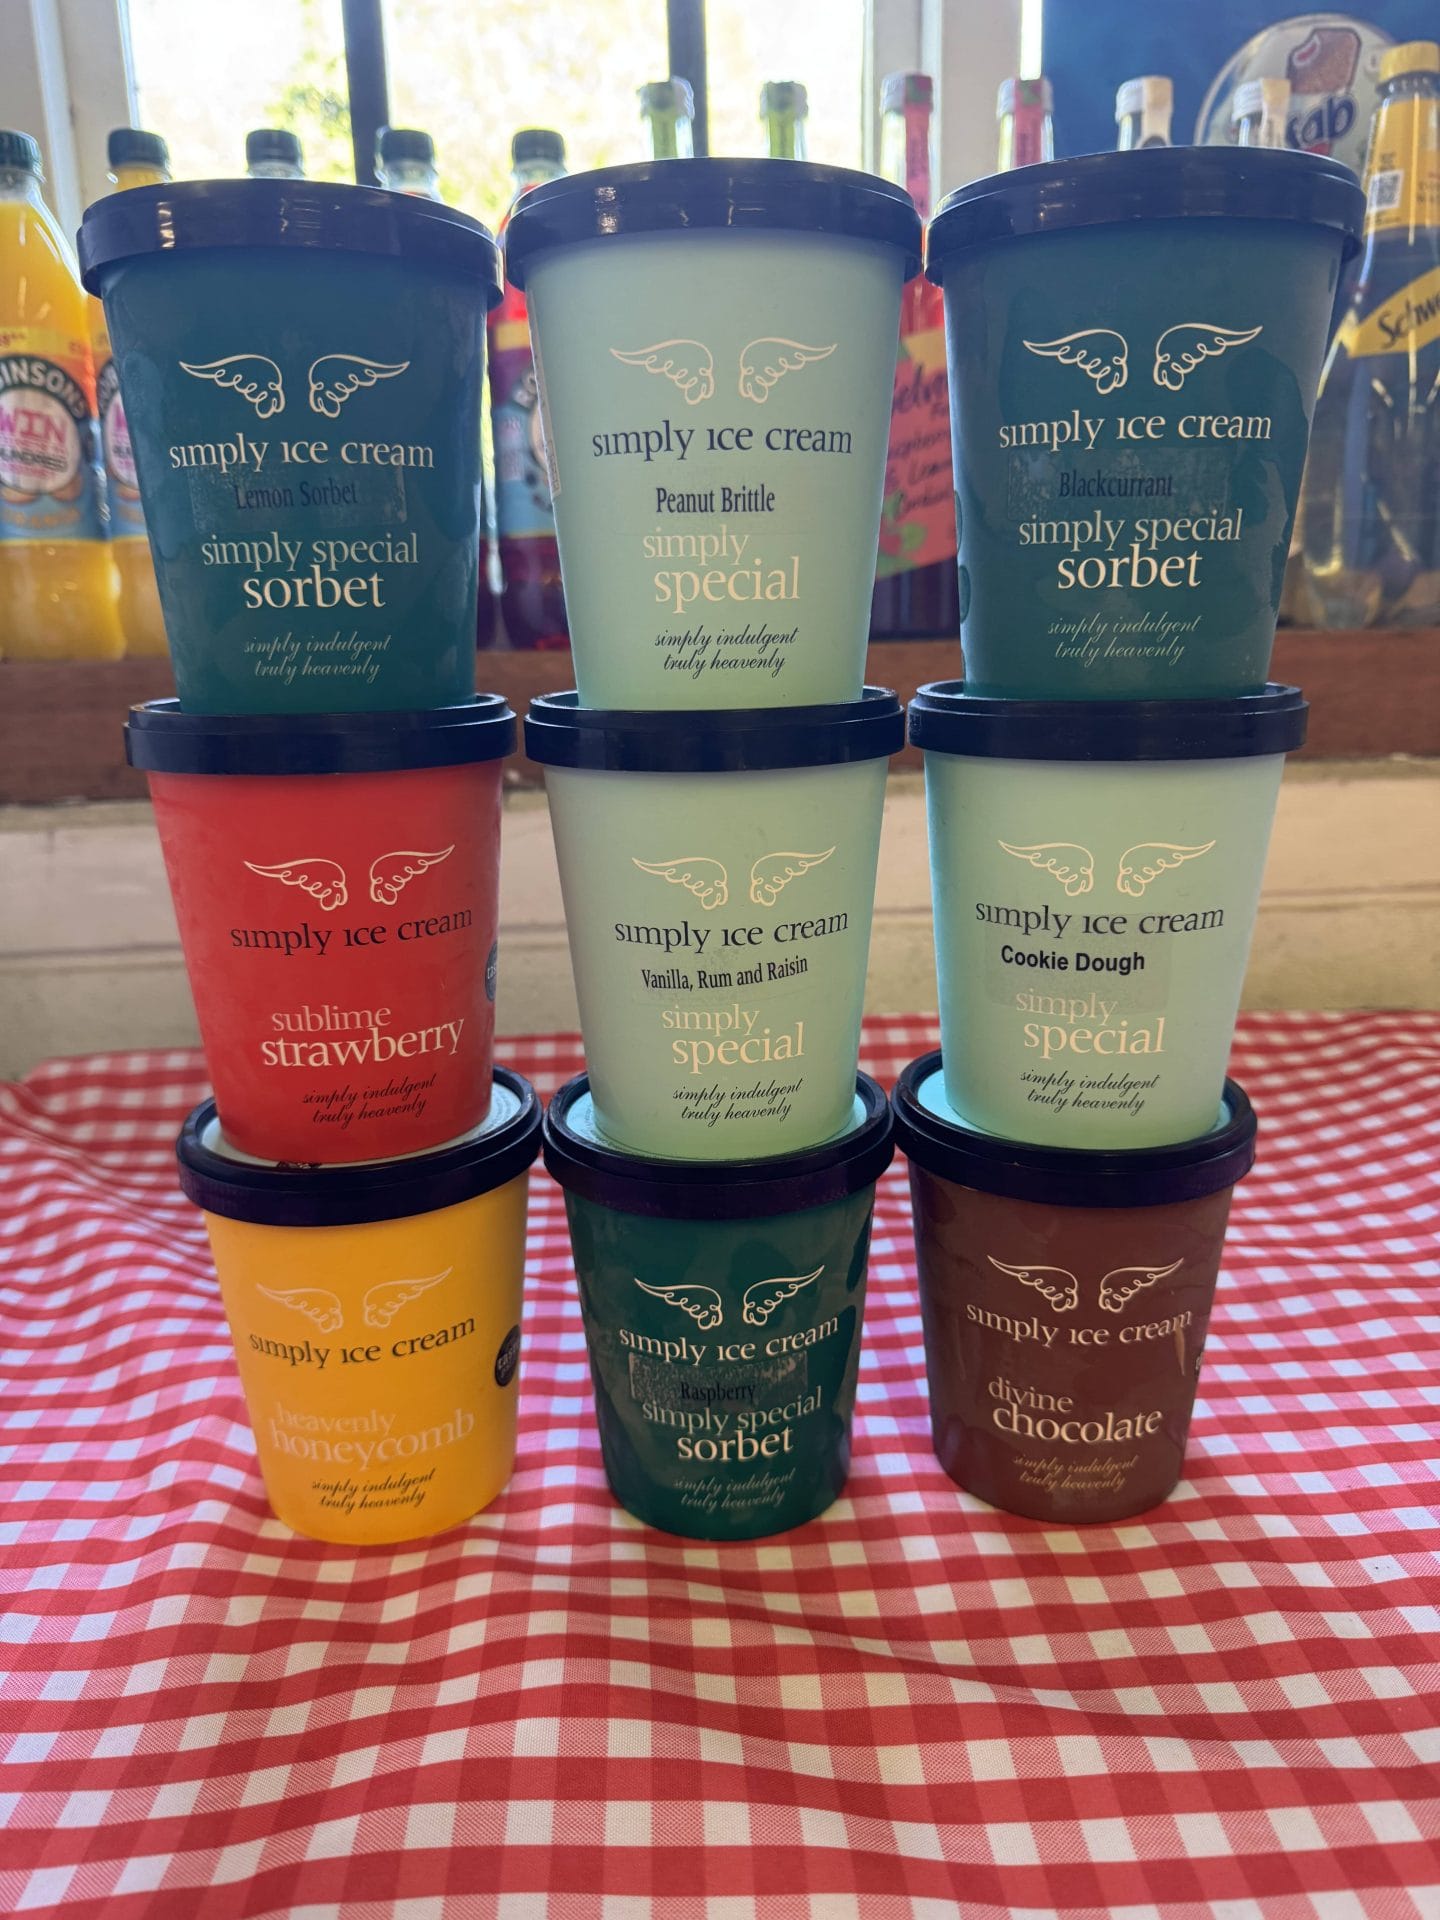 simply ice cream
Lemon Sorbet
simply special
sorbet
simply indulgent
truly heavenly
simply ice cream
Peanut Brittle
simply
special
simply indulgent
truly heavenly
simply ice cream
Blackcurrant
simply special
sorbet
simply indulgent
truly heavenly
WIN
simply ice cream
sublime
strawberry
simply indulgent
truly heavenly
simply ice cream
Vanilla, Rum and Raisin
simply
special
simply indulgent
truly heavenly
simply ice cream
Cookie Dough
simply
special
simply indulgent
truly heavenly
simply ice cream
heavenly
honeycomb
simply indulgent
truly heavenly
simply ice cream
Raspberry
simply special
sorbet
simply indulgent
truly heavenly
simply ice cream
divine
chocolate
simply indulgent
truly heavenly